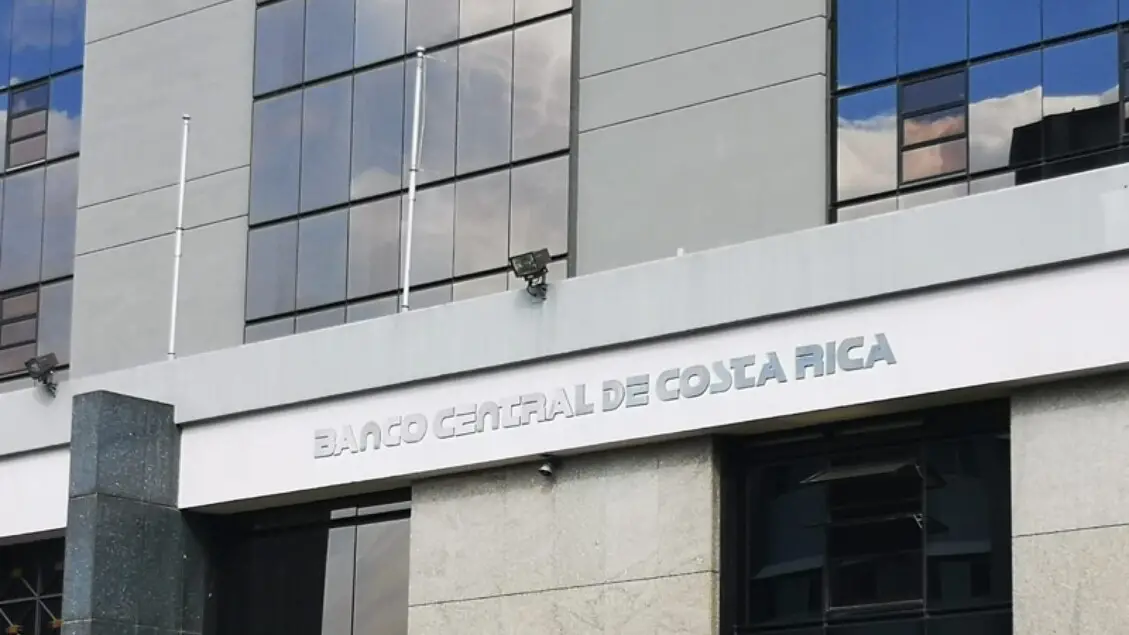 BANCO CENTRAL DE COSTA RICA